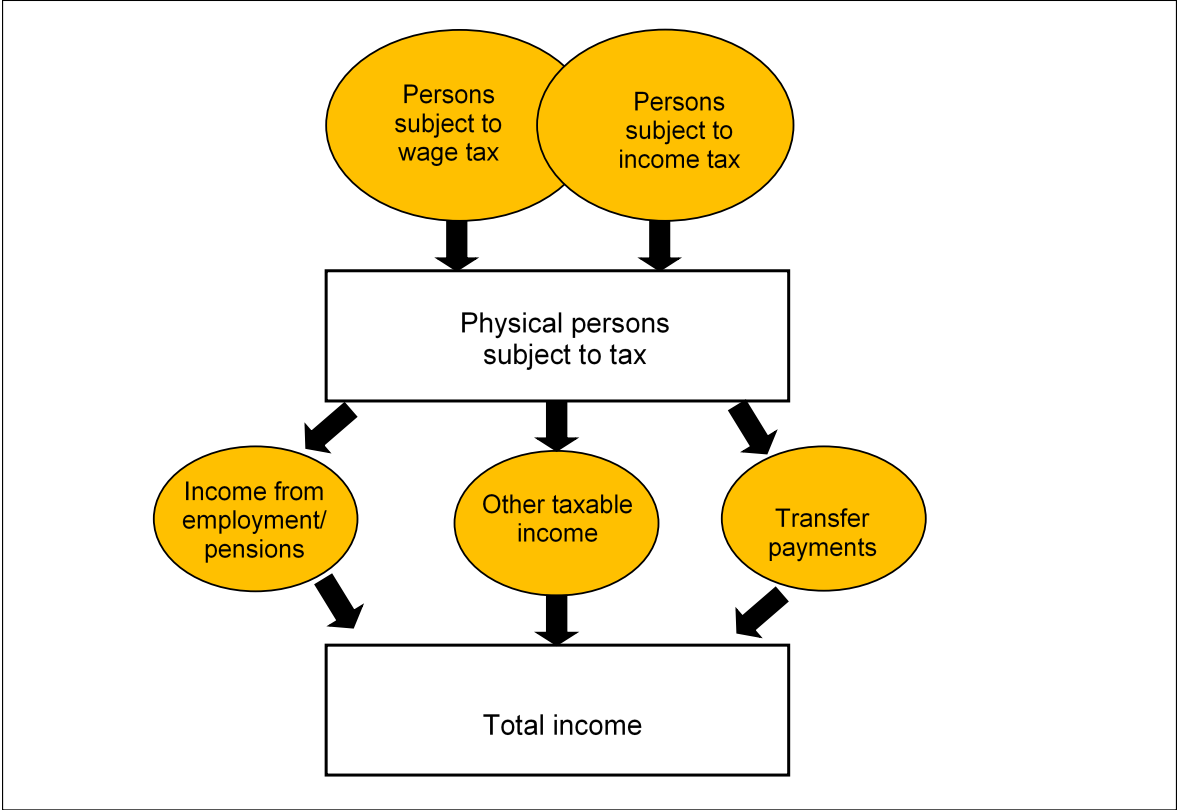 Persons
subject to
wage tax
Persons
subject to
income tax
Physical persons
subject to tax
Income from
employment/
pensions
Other taxable
income
Transfer
payments
Total income